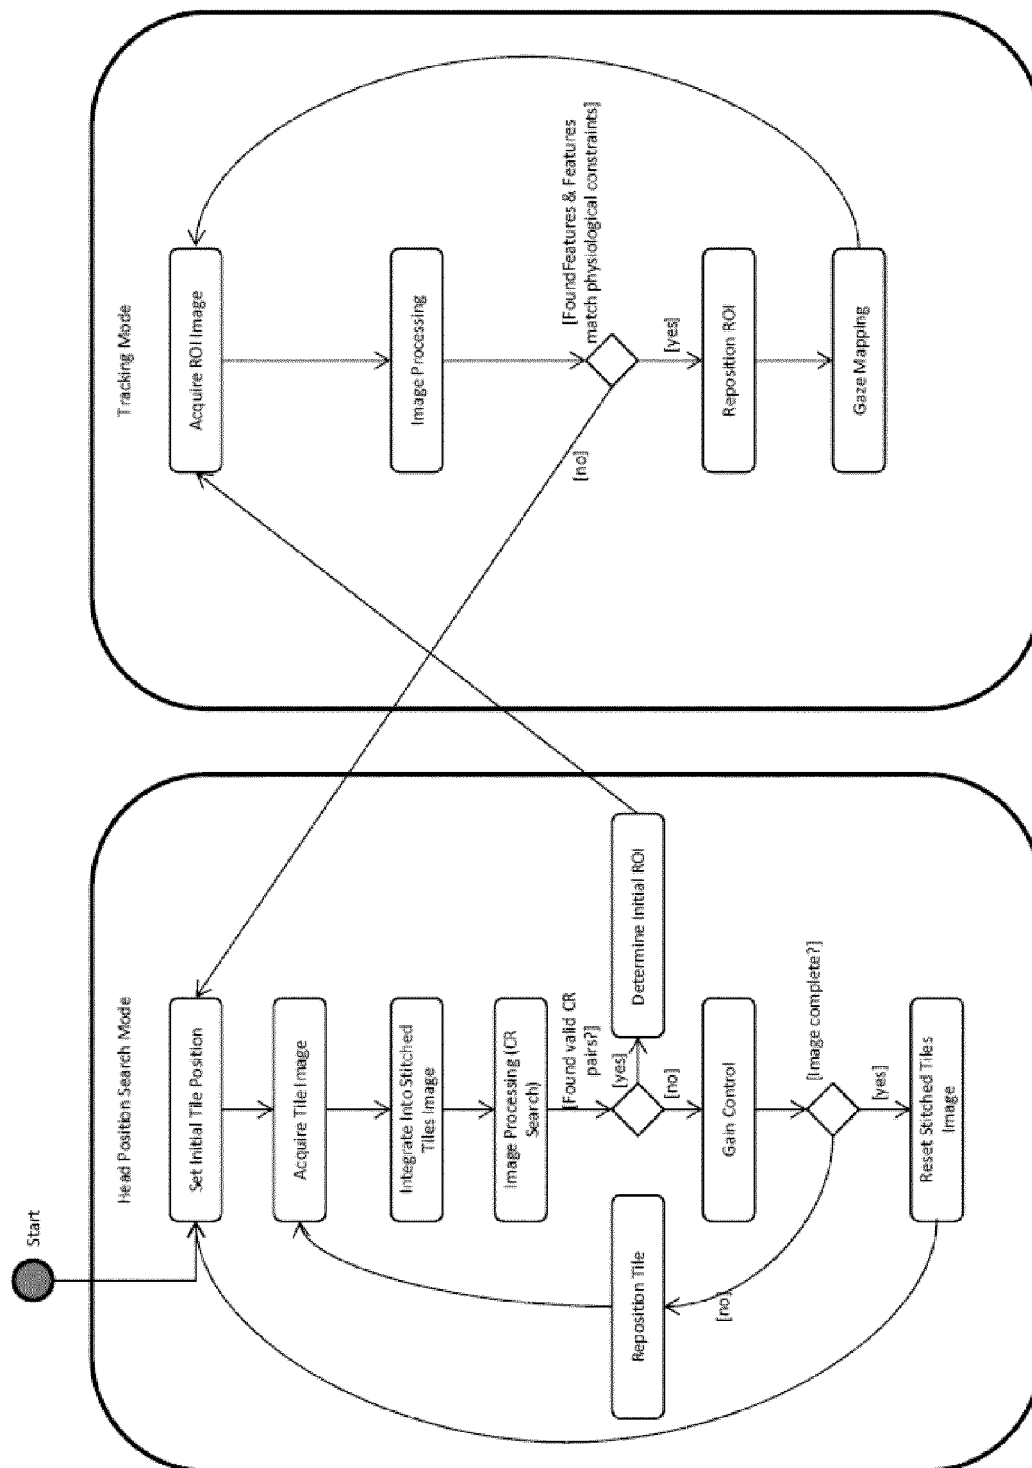 Start
Head Position Search Mode
Set Initial Tile Position
Acquire Tile Image
Integrate Into Stitched
Tiles Image
Image Processing (CR
Search)
[Found valid CR
pairs?]
[yes]
Determine Initial ROI
[no]
Gain Control
[Image complete?]
[no]
Reposition Tile
[yes]
Reset Stitched Tiles
Image
Tracking Mode
Acquire ROI Image
Image Processing
[FoundFeatures & Features
match physiological constraints]
[no]
[yes]
Reposition ROI
Gaze Mapping